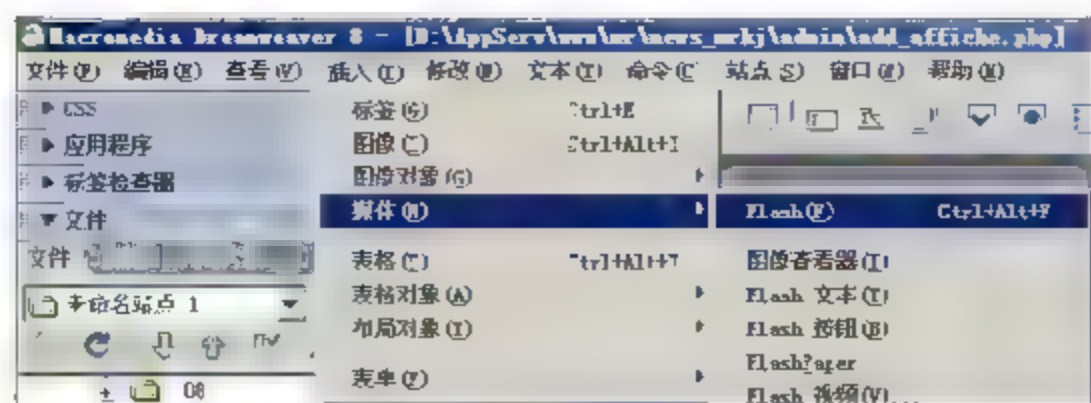 Macromedia Dreamweaver 8 - [D:\AppServ\www\mr\news_mrkj\admin\add_affiche.php]
文件(F) 编辑(E) 查看(V) 插入(I) 修改(M) 文本(T) 命令(C 站点 S) 窗口(W) 帮助(H)
CSS
应用程序
标签检查器
文件
文件
未命名站点 1
08
标签(G) Ctrl+E
图像(I) Ctrl+Alt+I
图像对象(G)
媒体(M)
表格(T) Ctrl+Alt+T
表格对象(A)
布局对象(Y)
表单(F)
Flash(F) Ctrl+Alt+F
图像查看器(I)
Flash 文本(T)
Flash 按钮(B)
FlashPaper
Flash 视频(V)...